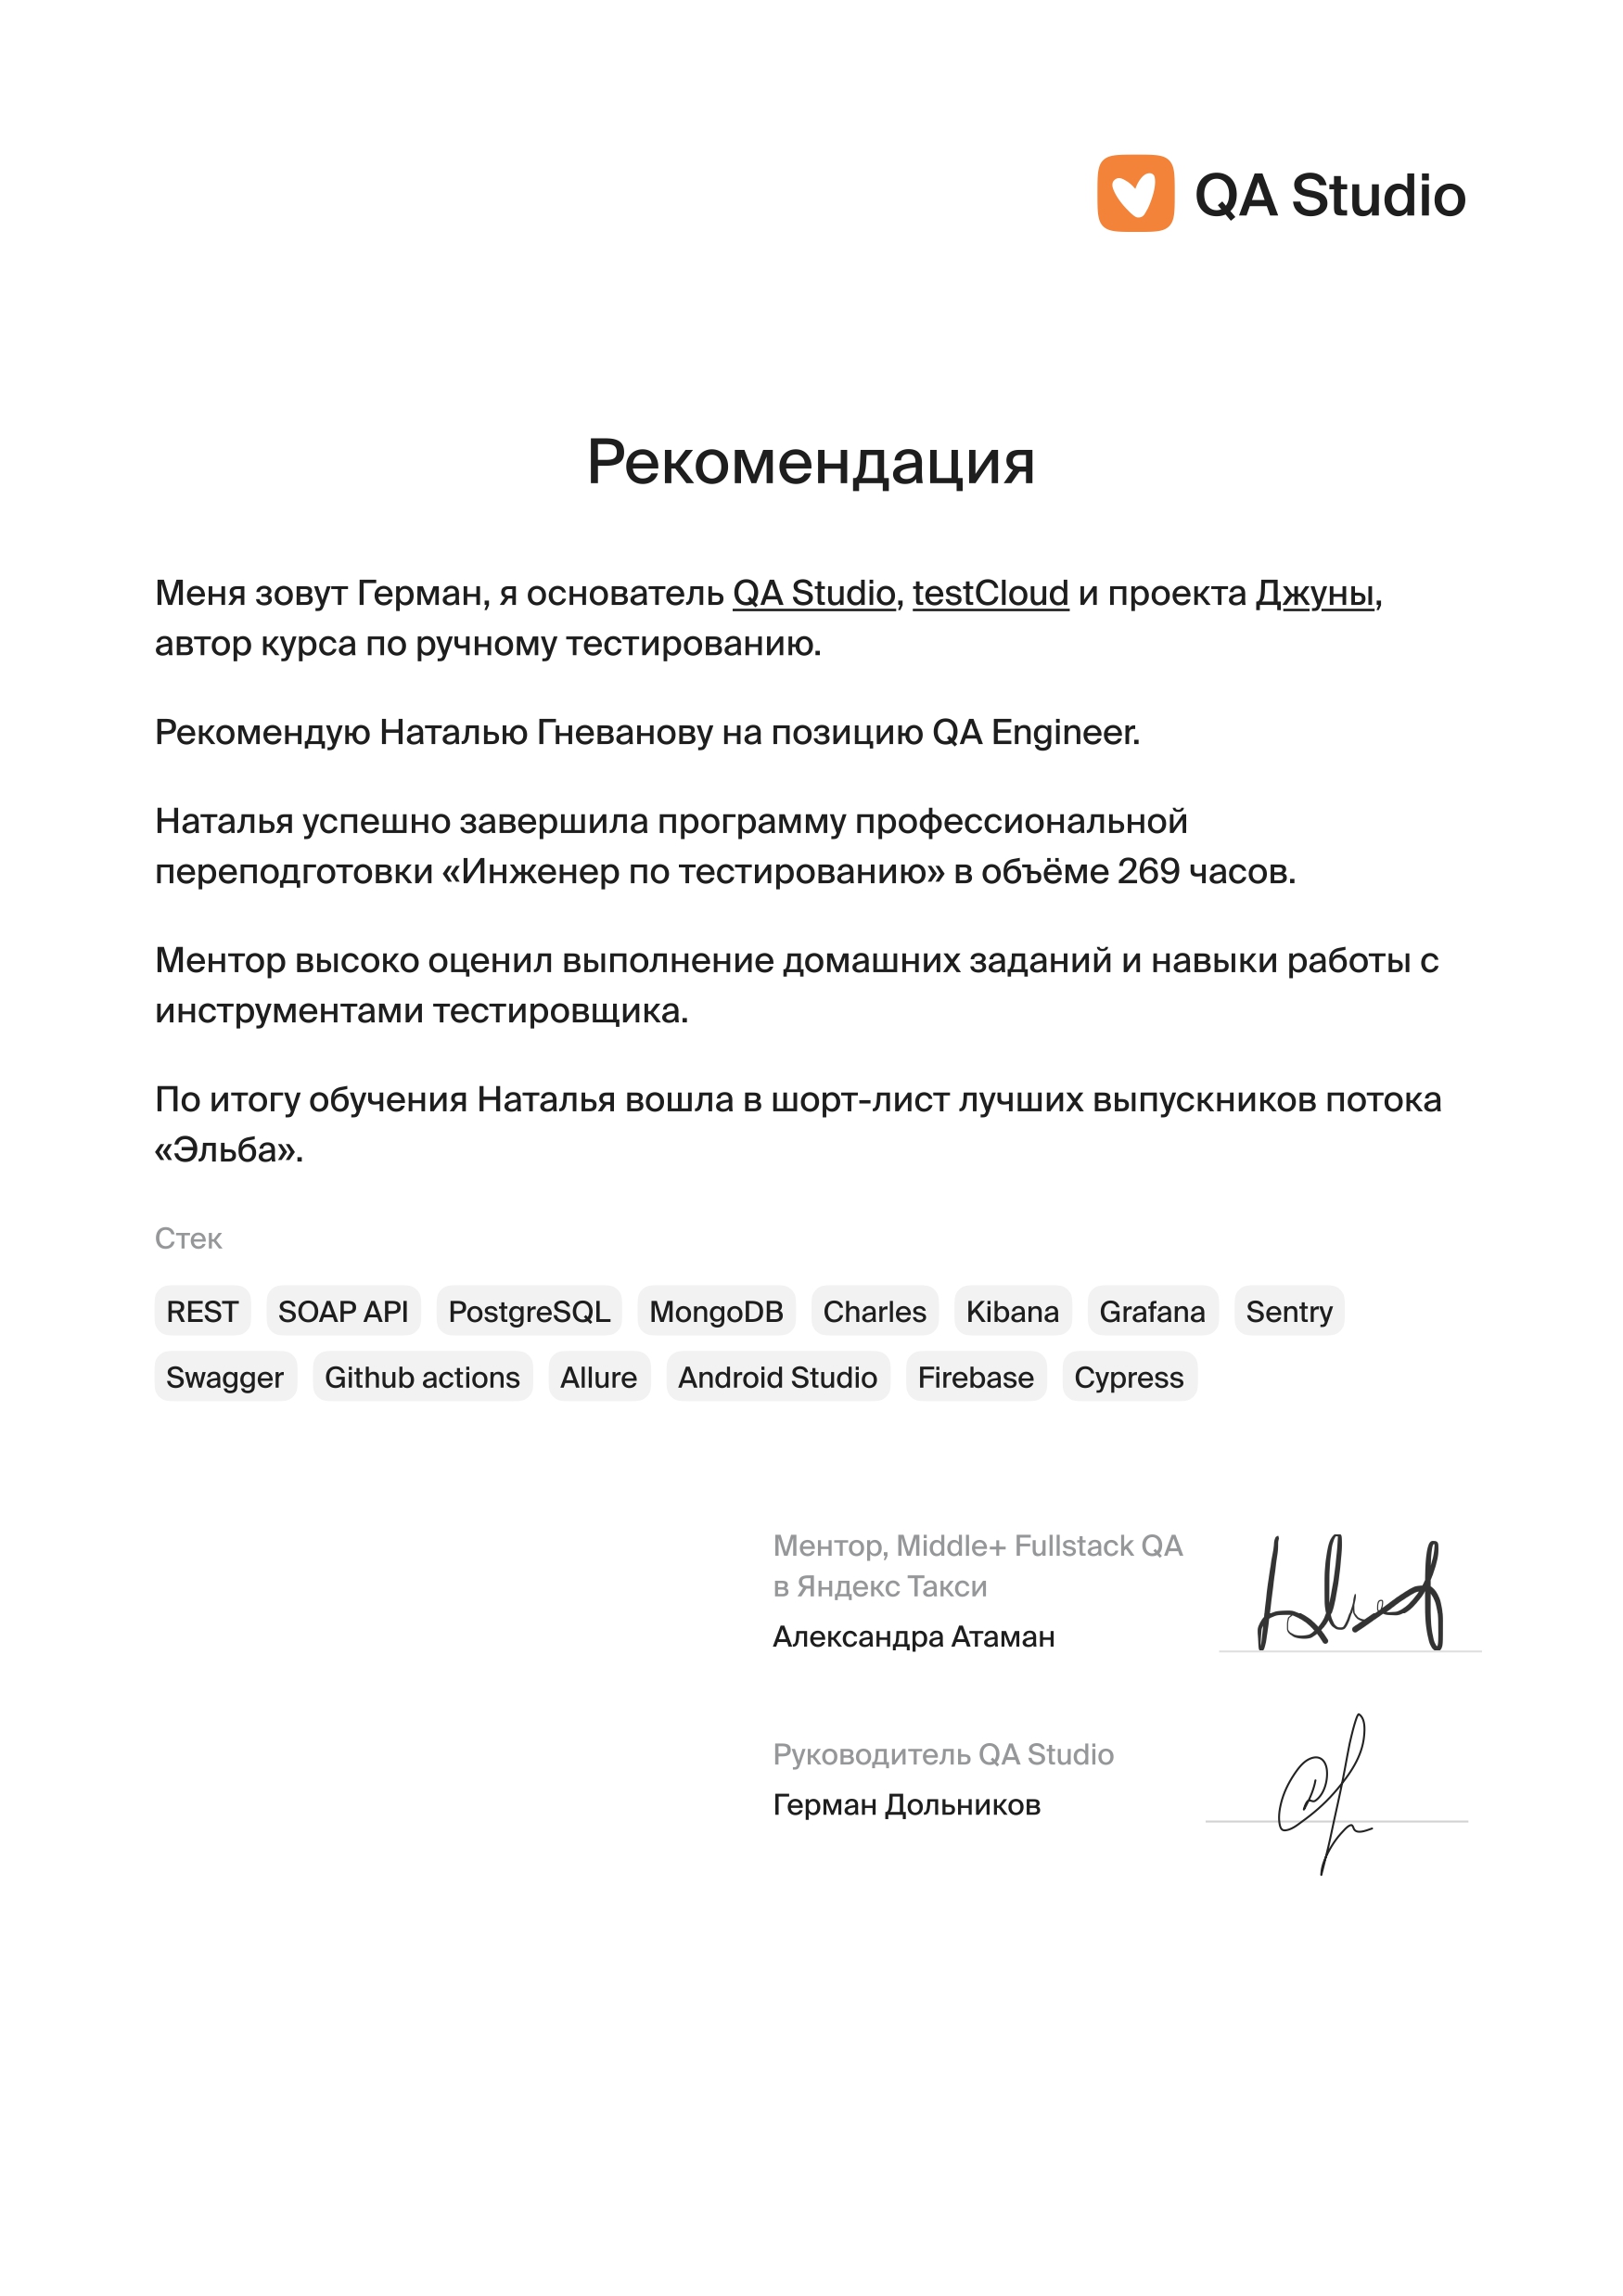 QA Studio
Рекомендация
Меня зовут Герман, я основатель QA Studio, testCloud и проекта Джуны,
автор курса по ручному тестированию.
Рекомендую Наталью Гневанову на позицию QA Engineer.
Наталья успешно завершила программу профессиональной
переподготовки «Инженер по тестированию» в объёме 269 часов.
Ментор высоко оценил выполнение домашних заданий и навыки работы с
инструментами тестировщика.
По итогу обучения Наталья вошла в шорт-лист лучших выпускников потока
«Эльба».
Стек
REST SOAP API PostgreSQL MongoDB Charles Kibana Grafana Sentry
Swagger Github actions Allure Android Studio Firebase Cypress
Ментор, Middle+ Fullstack QA
в Яндекс Такси
Александра Атаман
Руководитель QA Studio
Герман Дольников